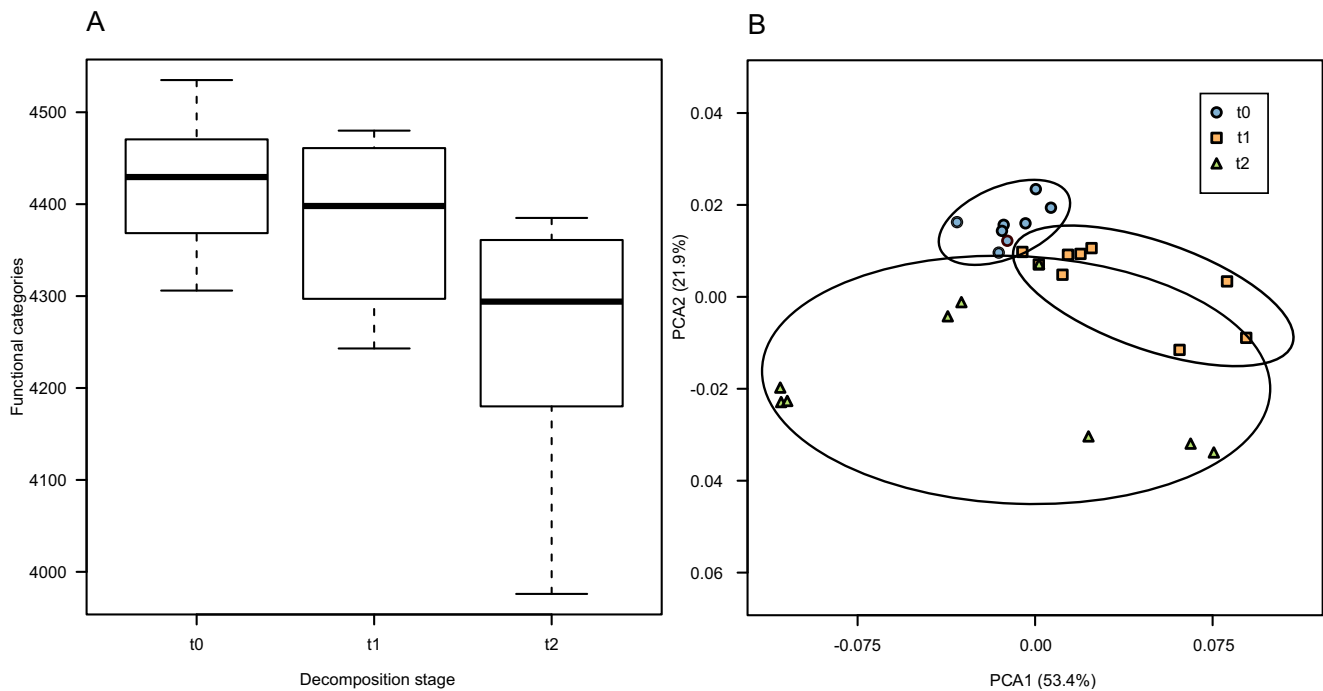 A
Functional categories
4500
4400
4300
4200
4100
4000
t0 t1 t2
Decomposition stage
B
PCA2 (21.9%)
0.04
0.02
0.00
-0.02
0.04
0.06
t0
t1
t2
-0.075 0.00 0.075
PCA1 (53.4%)